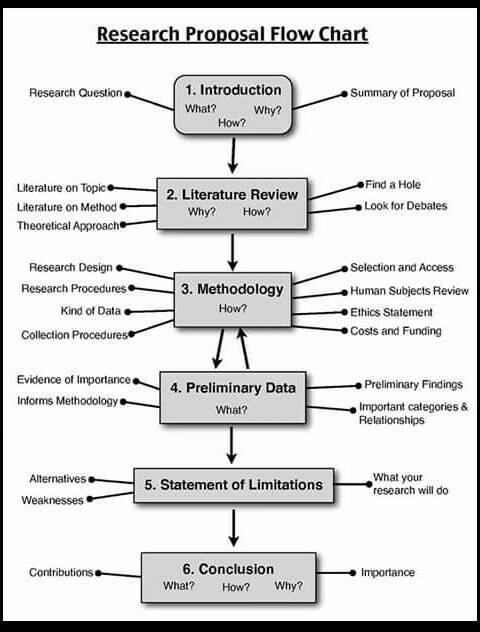 Research Proposal Flow Chart
1. Introduction
What? Why?
How?
Research Question
Summary of Proposal
2. Literature Review
Why? How?
Literature on Topic
Literature on Method
Theoretical Approach
Find a Hole
Look for Debates
3. Methodology
How?
Research Design
Research Procedures
Kind of Data
Collection Procedures
Selection and Access
Human Subjects Review
Ethics Statement
Costs and Funding
4. Preliminary Data
What?
Evidence of Importance
Informs Methodology
Preliminary Findings
Important categories &
Relationships
5. Statement of Limitations
Alternatives
Weaknesses
What your
research will do
6. Conclusion
What? How? Why?
Contributions
Importance